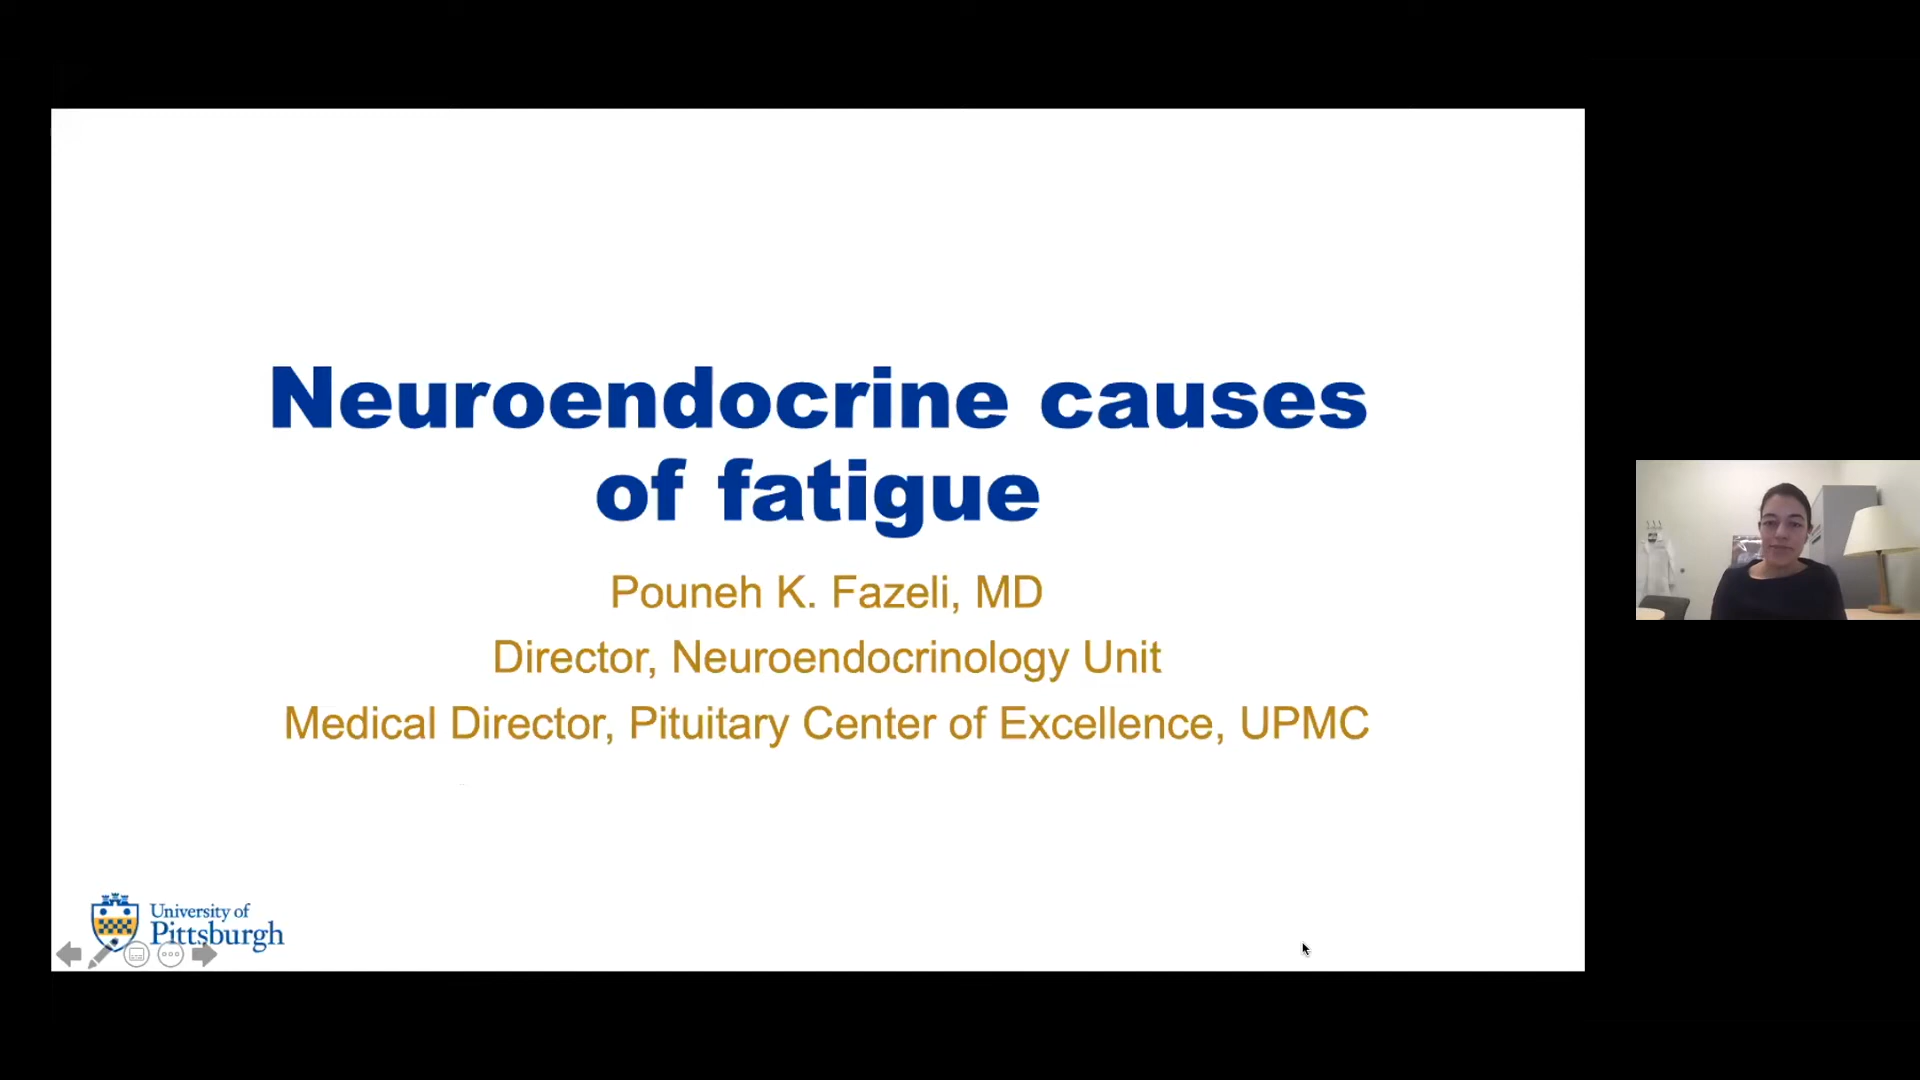 Neuroendocrine causes
of fatigue
Pouneh K. Fazeli, MD
Director, Neuroendocrinology Unit
Medical Director, Pituitary Center of Excellence, UPMC
University of
Pittsburgh